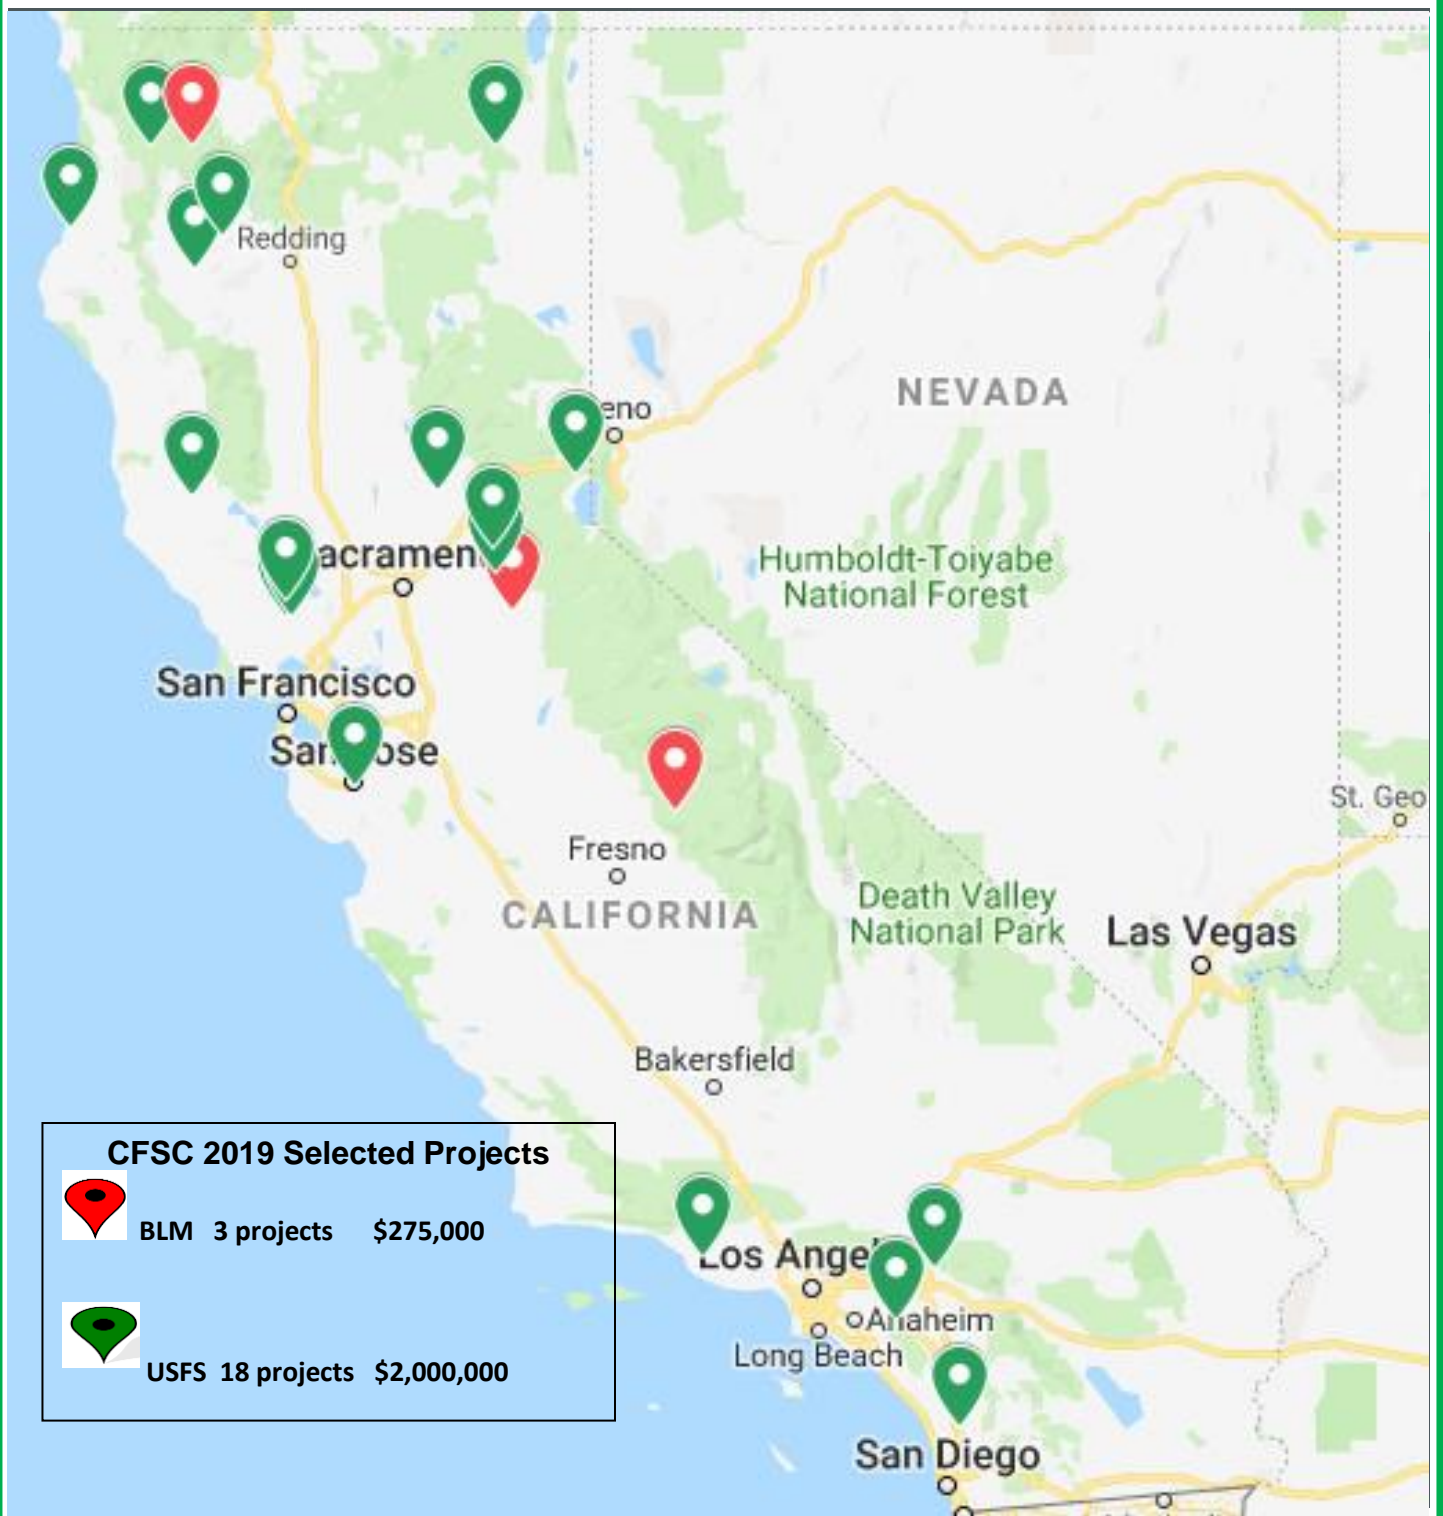 Redding
eno
NEVADA
Humboldt-Toiyabe
National Forest
acramen
San Francisco
San Jose
St. Geo
Fresno
CALIFORNIA
Death Valley
National Park
Las Vegas
Bakersfield
CFSC 2019 Selected Projects
BLM 3 projects $275,000
USFS 18 projects $2,000,000
Los Angel
Anaheim
Long Beach
San Diego